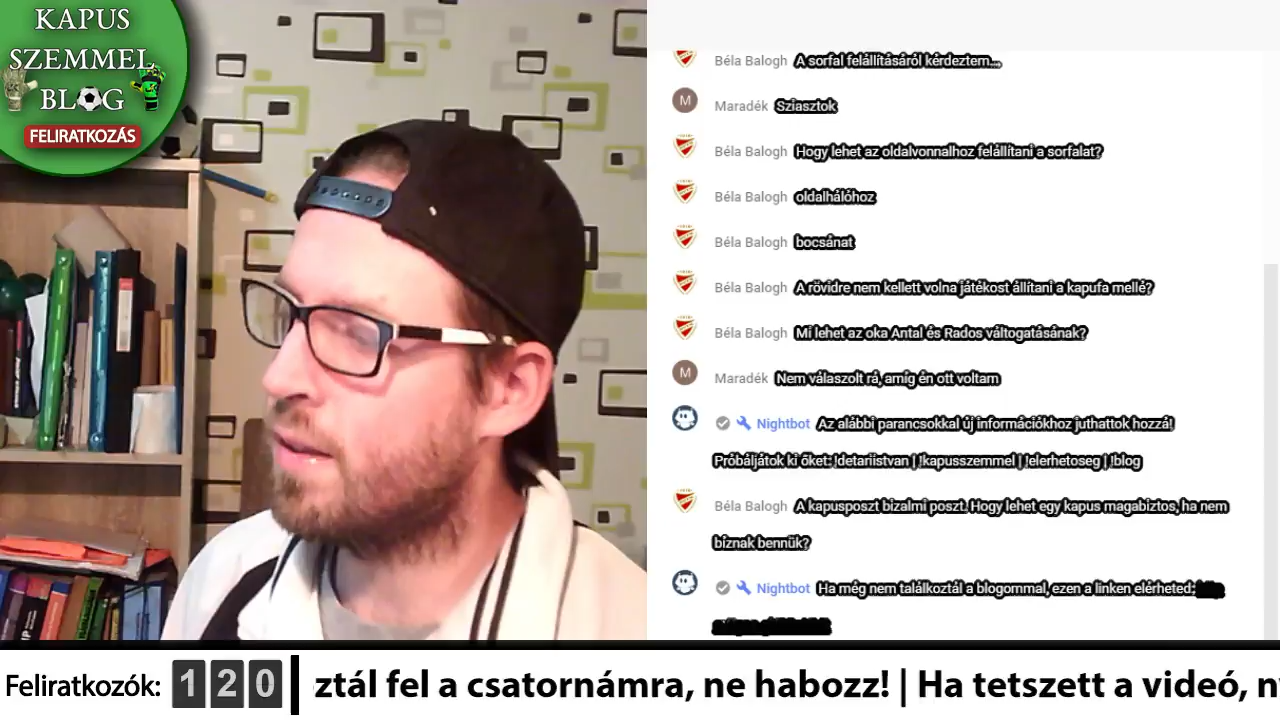 KAPUS
SZEMMEL
BLOG
FELIRATKOZÁS
Béla Balogh A sorfal felállításáról kérdeztem...
M Maradék Sziasztok
Béla Balogh Hogy lehet az oldalvonnalhoz felállítani a sorfalat?
Béla Balogh oldalhálóhoz
Béla Balogh bocsánat
Béla Balogh A rövidre nem kellett volna játékost állítani a kapufa mellé?
Béla Balogh Mi lehet az oka Antal és Rados váltogatásának?
M Maradék Nem válaszolt rá, amíg én ott voltam
Nightbot Az alábbi parancsokkal új információkhoz juthattok hozzá!
Próbáljátok ki őket: !detariistvan | !kapusszemmel | !elerhetoseg | !blog
Béla Balogh A kapusposzt bizalmi poszt. Hogy lehet egy kapus magabiztos, ha nem
bíznak bennük?
Nightbot Ha még nem találkoztál a blogommal, ezen a linken elérheted:
Feliratkozók: 120
ztál fel a csatornámra, ne habozz! | Ha tetszett a videó, n